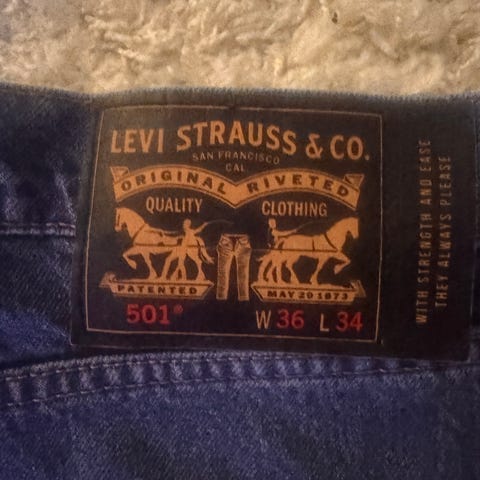 LEVI STRAUSS & CO.
SAN FRANCISCO
CAL.
ORIGINAL RIVETED
QUALITY CLOTHING
PATENTED MAY 20 1873
501® W 36 L 34
WITH STRENGTH AND EASE
THEY ALWAYS PLEASE